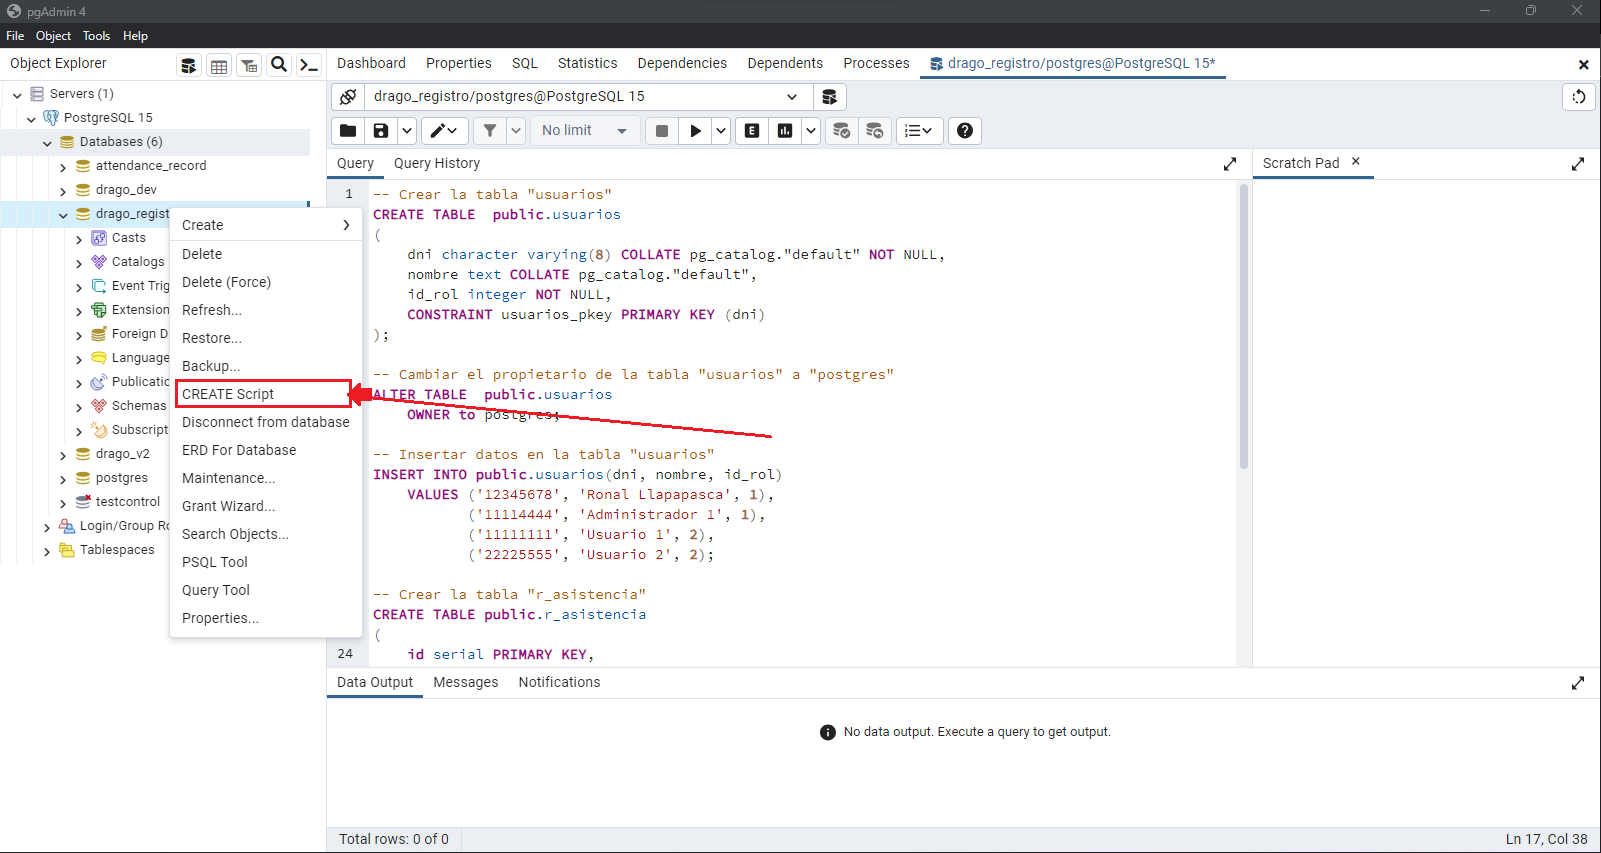 pgAdmin 4
File Object Tools Help
Object Explorer
Dashboard Properties SQL Statistics Dependencies Dependents Processes drago_registro/postgres@PostgreSQL 15*
Servers (1)
PostgreSQL 15
Databases (6)
attendance_record
drago_dev
drago_regist
Casts
Catalogs
Event Trig
Extension
Foreign D
Language
Publicatio
Schemas
Subscript
drago_v2
postgres
testcontrol
Login/Group Ro
Tablespaces
Create
Delete
Delete (Force)
Refresh...
Restore...
Backup...
CREATE Script
Disconnect from database
ERD For Database
Maintenance...
Grant Wizard...
Search Objects...
PSQL Tool
Query Tool
Properties...
drago_registro/postgres@PostgreSQL 15
No limit
E
Query Query History
Scratch Pad
1 -- Crear la tabla "usuarios"
CREATE TABLE public.usuarios
(
dni character varying(8) COLLATE pg_catalog."default" NOT NULL,
nombre text COLLATE pg_catalog."default",
id_rol integer NOT NULL,
CONSTRAINT usuarios_pkey PRIMARY KEY (dni)
);
-- Cambiar el propietario de la tabla "usuarios" a "postgres"
ALTER TABLE public.usuarios
OWNER to postgres;
-- Insertar datos en la tabla "usuarios"
INSERT INTO public.usuarios(dni, nombre, id_rol)
VALUES ('12345678', 'Ronal Llapapasca', 1),
('11114444', 'Administrador 1', 1),
('11111111', 'Usuario 1', 2),
('22225555', 'Usuario 2', 2);
-- Crear la tabla "r_asistencia"
CREATE TABLE public.r_asistencia
(
24 id serial PRIMARY KEY,
Data Output Messages Notifications
No data output. Execute a query to get output.
Total rows: 0 of 0
Ln 17, Col 38